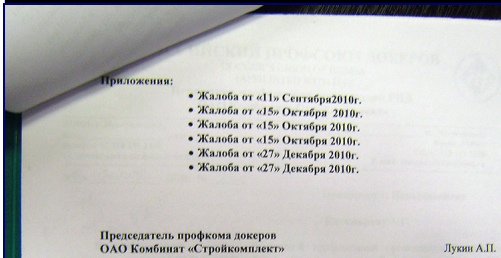 Приложения:
• Жалоба от «11» Сентября2010г.
• Жалоба от «15» Октября 2010г.
• Жалоба от «15» Октября 2010г.
• Жалоба от «15» Октября 2010г.
• Жалоба от «27» Декабря 2010г.
• Жалоба от «27» Декабря 2010г.
Председатель профкома докеров
ОАО Комбинат «Стройкомплект» Лукин А.П.